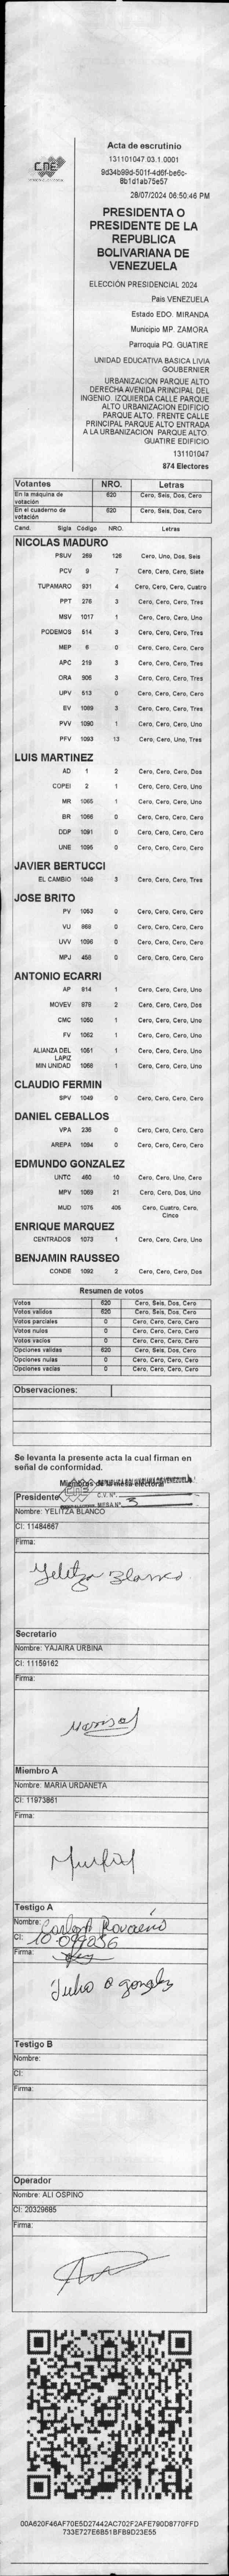 CNE
Acta de escrutinio
131101047 03.1.0001
9d34b99d-501f-4d6f-be6c-
8b1d1ab75e57
28/07/2024 06:50:46 PM
PRESIDENTA O
PRESIDENTE DE LA
REPUBLICA
BOLIVARIANA DE
VENEZUELA
ELECCIÓN PRESIDENCIAL 2024
Pais VENEZUELA
Estado EDO. MIRANDA
Municipio MP. ZAMORA
Parroquia PQ. GUATIRE
UNIDAD EDUCATIVA BASICA LIVIA
GOUBERNIER
URBANIZACION PARQUE ALTO
DERECHA AVENIDA PRINCIPAL DEL
INGENIO. IZQUIERDA CALLE PARQUE
ALTO URBANIZACION EDIFICIO
PARQUE ALTO. FRENTE CALLE
PRINCIPAL PARQUE ALTO ENTRADA
A LA URBANIZACION PARQUE ALTO.
GUATIRE EDIFICIO
131101047
874 Electores
Votantes NRO. Letras
En la máquina de votación 620 Cero, Seis, Dos, Cero
En el cuaderno de votación 620 Cero, Seis, Dos, Cero
Cand. Sigla Código NRO. Letras
NICOLAS MADURO
PSUV 269 126 Cero, Uno, Dos, Seis
PCV 9 7 Cero, Cero, Cero, Siete
TUPAMARO 931 4 Cero, Cero, Cero, Cuatro
PPT 276 3 Cero, Cero, Cero, Tres
MSV 1017 1 Cero, Cero, Cero, Uno
PODEMOS 514 3 Cero, Cero, Cero, Tres
MEP 6 0 Cero, Cero, Cero, Cero
APC 219 3 Cero, Cero, Cero, Tres
ORA 906 3 Cero, Cero, Cero, Tres
UPV 513 0 Cero, Cero, Cero, Cero
EV 1089 3 Cero, Cero, Cero, Tres
PVV 1090 1 Cero, Cero, Cero, Uno
PFV 1093 13 Cero, Cero, Uno, Tres
LUIS MARTINEZ
AD 1 2 Cero, Cero, Cero, Dos
COPEI 2 1 Cero, Cero, Cero, Uno
MR 1065 1 Cero, Cero, Cero, Uno
BR 1066 0 Cero, Cero, Cero, Cero
DDP 1091 0 Cero, Cero, Cero, Cero
UNE 1095 0 Cero, Cero, Cero, Cero
JAVIER BERTUCCI
EL CAMBIO 1048 3 Cero, Cero, Cero, Tres
JOSE BRITO
PV 1053 0 Cero, Cero, Cero, Cero
VU 868 0 Cero, Cero, Cero, Cero
UVV 1096 0 Cero, Cero, Cero, Cero
MPJ 458 0 Cero, Cero, Cero, Cero
ANTONIO ECARRI
AP 914 1 Cero, Cero, Cero, Uno
MOVEV 979 2 Cero, Cero, Cero, Dos
CMC 1050 1 Cero, Cero, Cero, Uno
FV 1062 1 Cero, Cero, Cero, Uno
ALIANZA DEL LAPIZ 1051 1 Cero, Cero, Cero, Uno
MIN UNIDAD 1068 1 Cero, Cero, Cero, Uno
CLAUDIO FERMIN
SPV 1049 0 Cero, Cero, Cero, Cero
DANIEL CEBALLOS
VPA 236 0 Cero, Cero, Cero, Cero
AREPA 1094 0 Cero, Cero, Cero, Cero
EDMUNDO GONZALEZ
UNTC 460 10 Cero, Cero, Uno, Cero
MPV 1069 21 Cero, Cero, Dos, Uno
MUD 1076 405 Cero, Cuatro, Cero, Cinco
ENRIQUE MARQUEZ
CENTRADOS 1073 1 Cero, Cero, Cero, Uno
BENJAMIN RAUSSEO
CONDE 1092 2 Cero, Cero, Cero, Dos
Resumen de votos
Votos 620 Cero, Seis, Dos, Cero
Votos validos 620 Cero, Seis, Dos, Cero
Votos parciales 0 Cero, Cero, Cero, Cero
Votos nulos 0 Cero, Cero, Cero, Cero
Votos vacíos 0 Cero, Cero, Cero, Cero
Opciones validas 620 Cero, Seis, Dos, Cero
Opciones nulas 0 Cero, Cero, Cero, Cero
Opciones vacías 0 Cero, Cero, Cero, Cero
Observaciones:
Se levanta la presente acta la cual firman en
señal de conformidad.
Miembros de la mesa electoral
C.V. N°.
MESA N°. 3
Presidente
Nombre: YELITZA BLANCO
CI: 11484667
Firma:
Yelitza Blanco
Secretario
Nombre: YAJAIRA URBINA
CI: 11159162
Firma:
Miembro A
Nombre: MARIA URDANETA
CI: 11973861
Firma:
Testigo A
Nombre: Carlos
CI: 10.099256
Firma:
Julio o gonzalez
Testigo B
Nombre:
CI:
Firma:
Operador
Nombre: ALI OSPINO
CI: 20329685
Firma:
00A620F46AF70E5D27442AC702F2AFE790D8770FFD
733E727E6B51BFB9D23E55